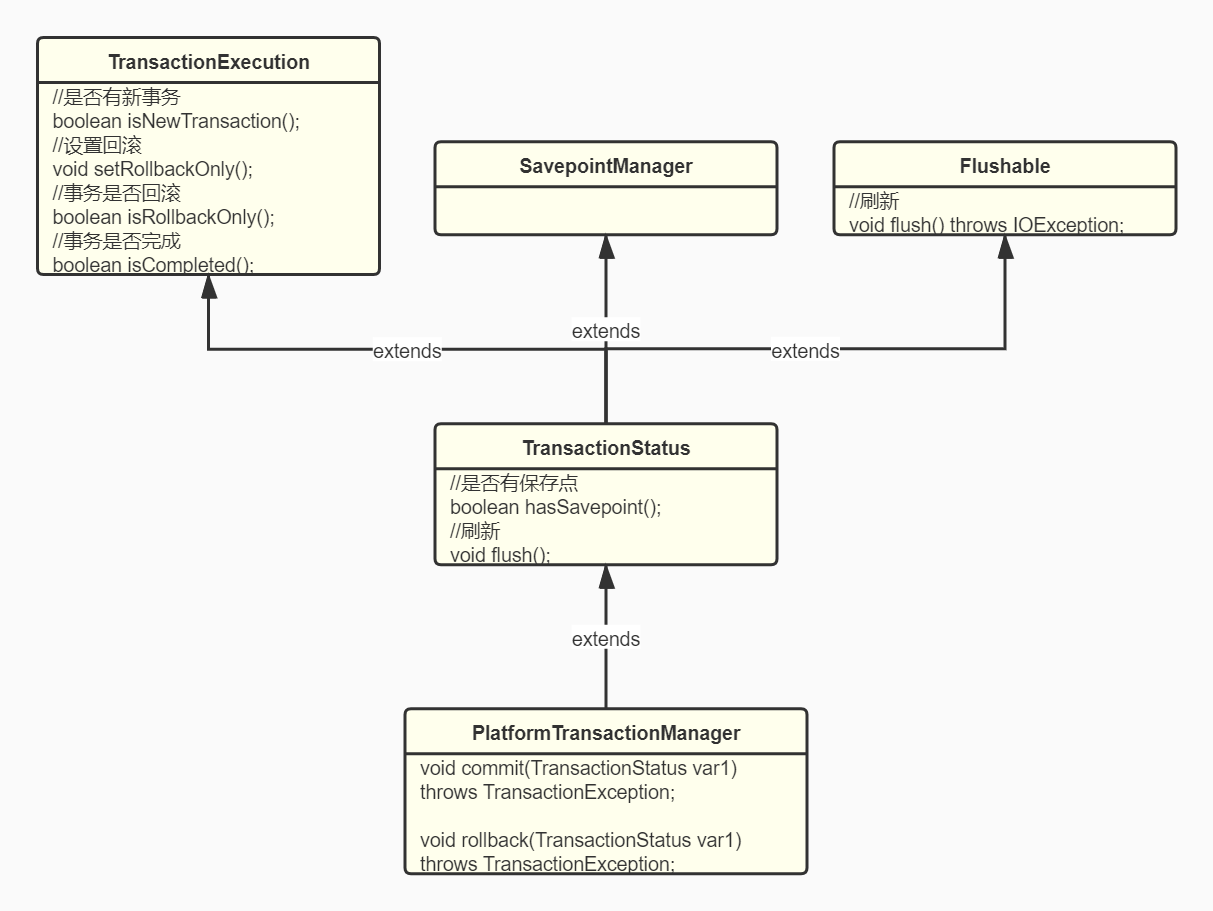 TransactionExecution
//是否有新事务
boolean isNewTransaction();
//设置回滚
void setRollbackOnly();
//事务是否回滚
boolean isRollbackOnly();
//事务是否完成
boolean isCompleted();
SavepointManager
Flushable
//刷新
void flush() throws IOException;
extends
extends
extends
TransactionStatus
//是否有保存点
boolean hasSavepoint();
//刷新
void flush();
extends
PlatformTransactionManager
void commit(TransactionStatus var1)
throws TransactionException;
void rollback(TransactionStatus var1)
throws TransactionException;